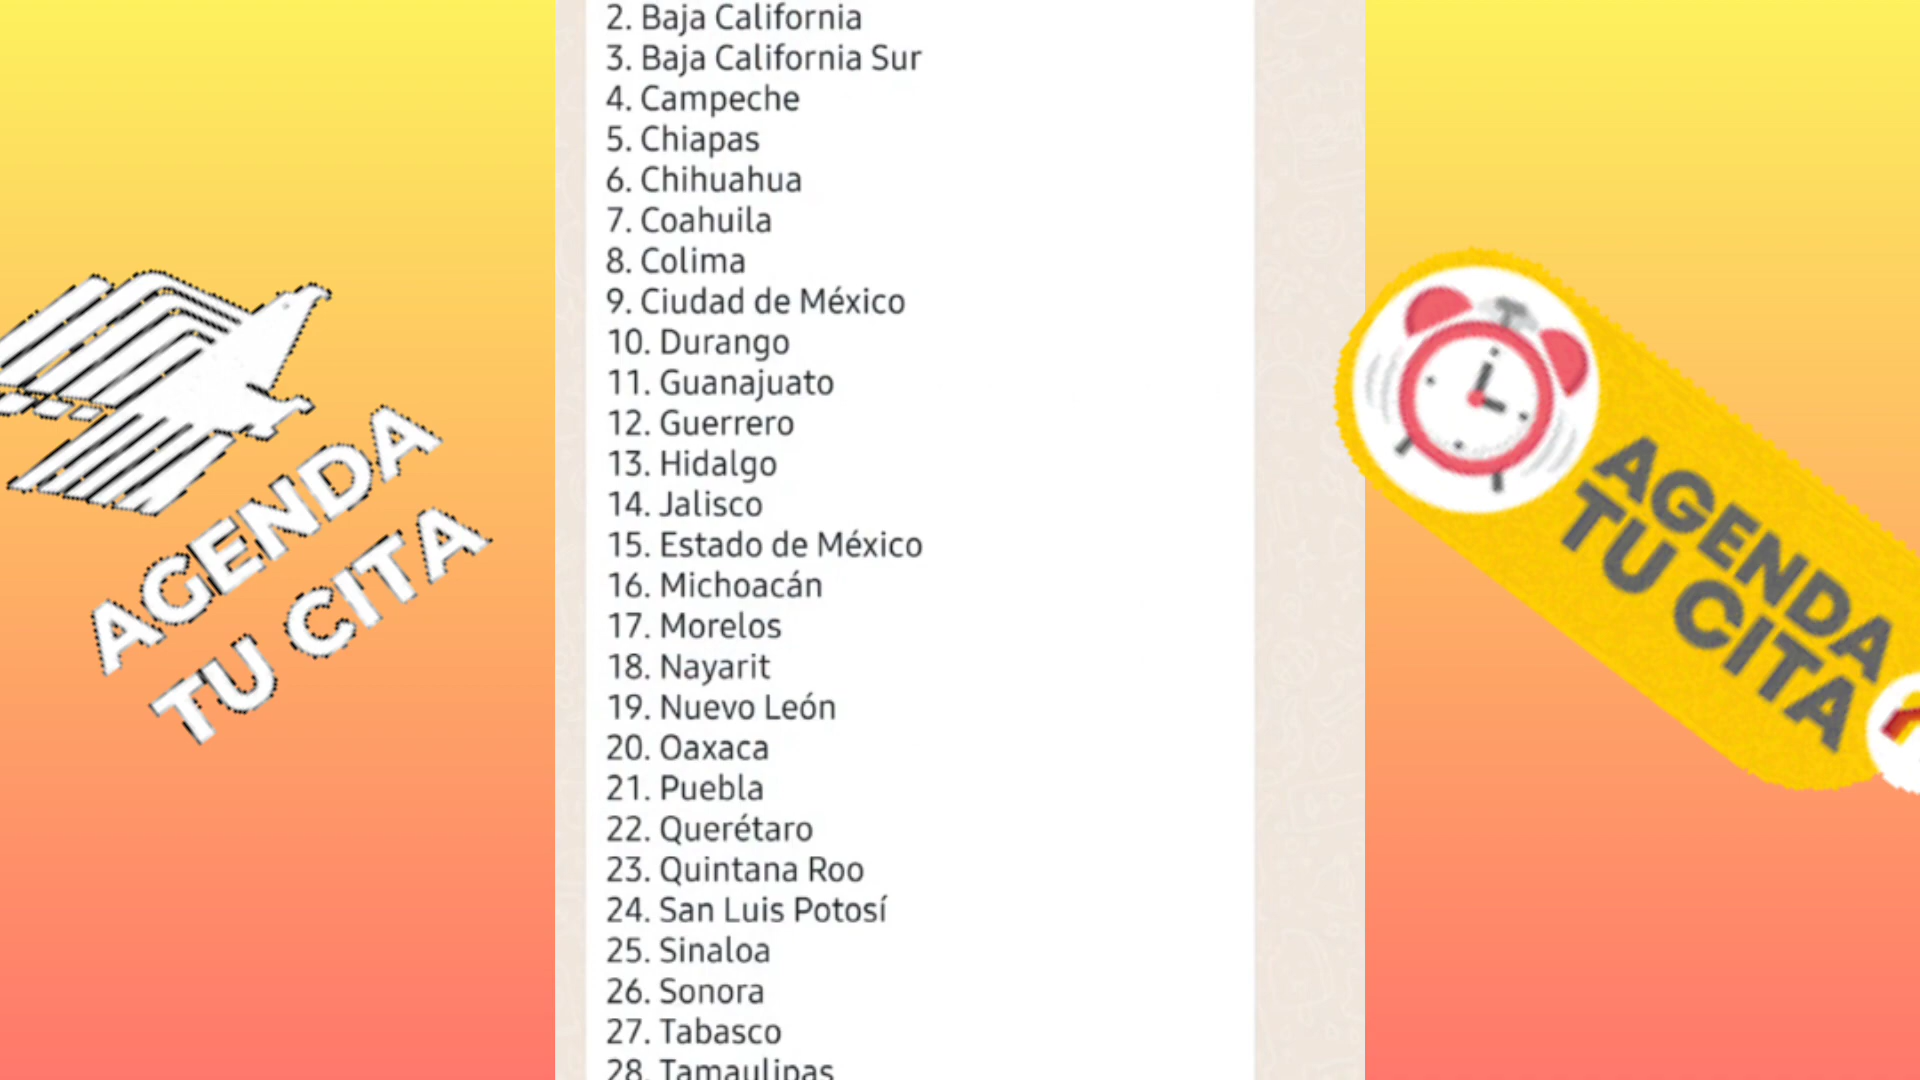 2. Baja California
3. Baja California Sur
4. Campeche
5. Chiapas
6. Chihuahua
7. Coahuila
8. Colima
9. Ciudad de México
10. Durango
11. Guanajuato
12. Guerrero
13. Hidalgo
14. Jalisco
15. Estado de México
16. Michoacán
17. Morelos
18. Nayarit
19. Nuevo León
20. Oaxaca
21. Puebla
22. Querétaro
23. Quintana Roo
24. San Luis Potosí
25. Sinaloa
26. Sonora
27. Tabasco
28. Tamaulipas
AGENDA
TU CITA
AGENDA
TU CITA